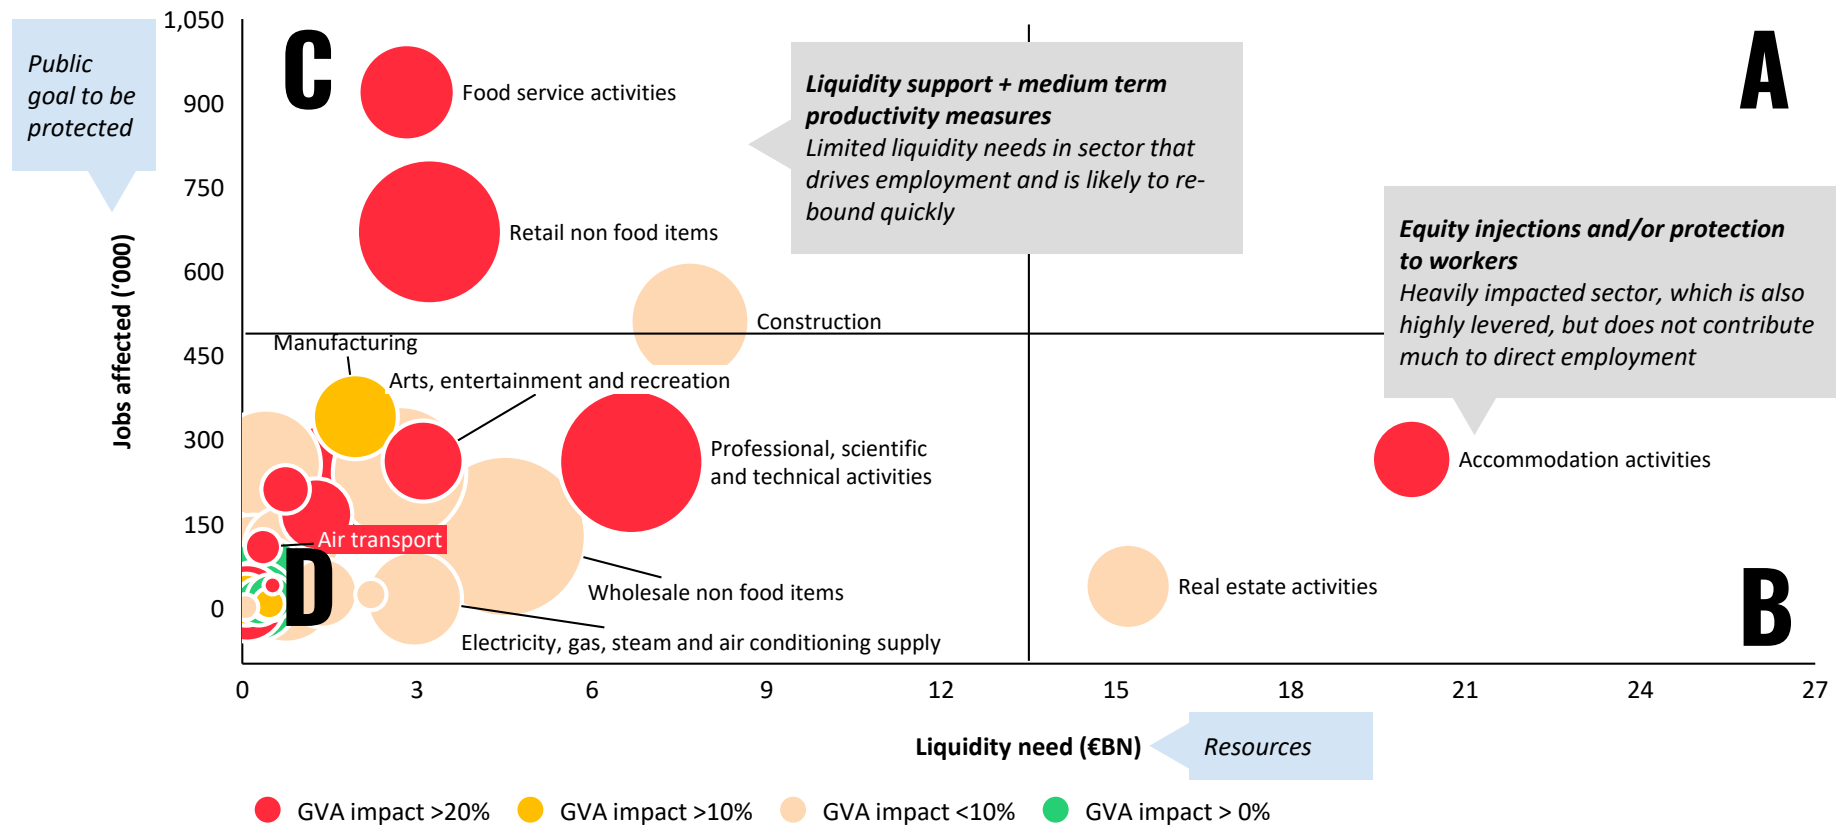 Public
goal to be
protected
Jobs affected (‘000)
1,050
900
750
600
450
300
150
0
C
A
D
B
Food service activities
Retail non food items
Construction
Liquidity support + medium term
productivity measures
Limited liquidity needs in sector that
drives employment and is likely to re-
bound quickly
Equity injections and/or protection
to workers
Heavily impacted sector, which is also
highly levered, but does not contribute
much to direct employment
Manufacturing
Arts, entertainment and recreation
Professional, scientific
and technical activities
Accommodation activities
Air transport
Wholesale non food items
Real estate activities
Electricity, gas, steam and air conditioning supply
0
3
6
9
12
15
18
21
24
27
Liquidity need (€BN)
Resources
GVA impact >20%
GVA impact >10%
GVA impact <10%
GVA impact > 0%